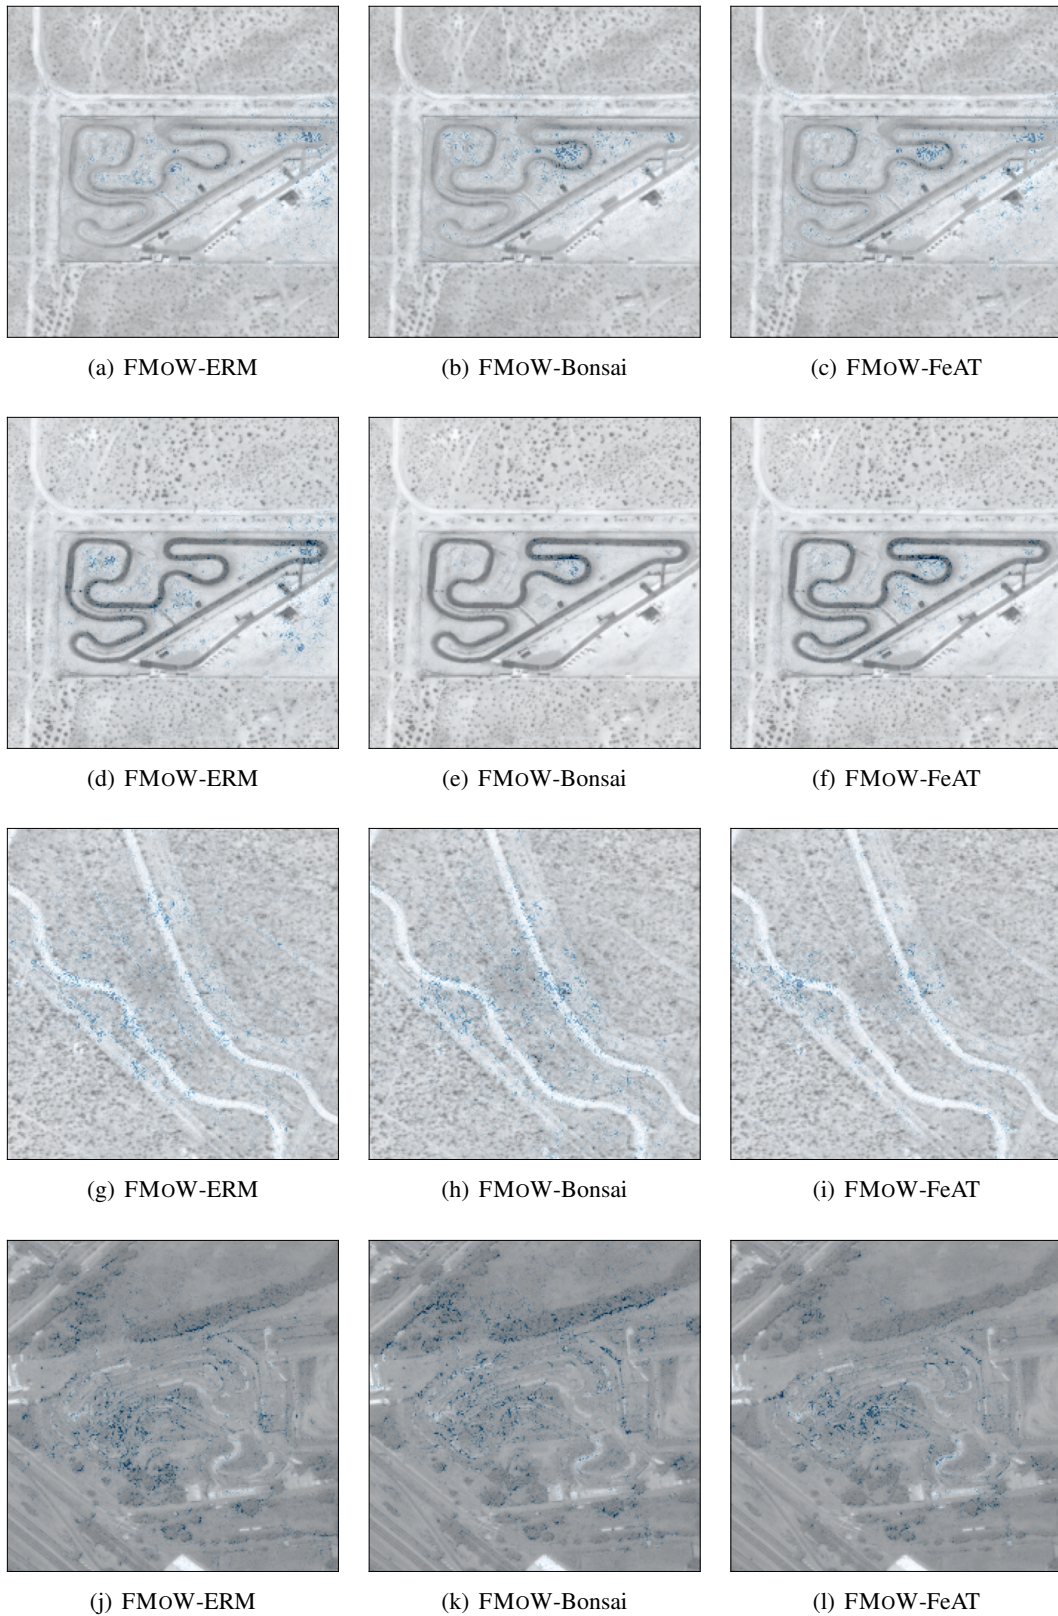 (a) FMOW-ERM
(b) FMOW-Bonsai
(c) FMOW-FeAT
(d) FMOW-ERM
(e) FMOW-Bonsai
(f) FMOW-FeAT
(g) FMOW-ERM
(h) FMOW-Bonsai
(i) FMOW-FeAT
(j) FMOW-ERM
(k) FMOW-Bonsai
(l) FMOW-FeAT